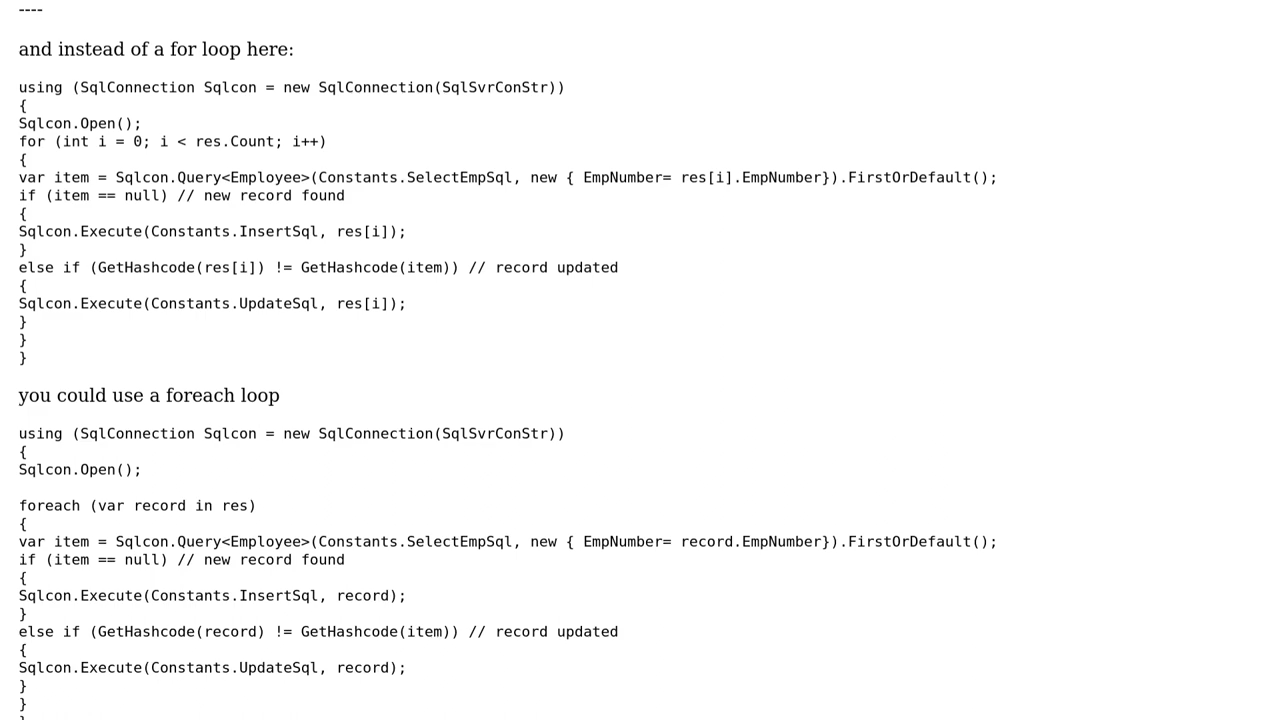 ----
and instead of a for loop here:
using (SqlConnection Sqlcon = new SqlConnection(SqlSvrConStr))
{
Sqlcon.Open();
for (int i = 0; i < res.Count; i++)
{
var item = Sqlcon.Query<Employee>(Constants.SelectEmpSql, new { EmpNumber= res[i].EmpNumber}).FirstOrDefault();
if (item == null) // new record found
{
Sqlcon.Execute(Constants.InsertSql, res[i]);
}
else if (GetHashcode(res[i]) != GetHashcode(item)) // record updated
{
Sqlcon.Execute(Constants.UpdateSql, res[i]);
}
}
}
you could use a foreach loop
using (SqlConnection Sqlcon = new SqlConnection(SqlSvrConStr))
{
Sqlcon.Open();
foreach (var record in res)
{
var item = Sqlcon.Query<Employee>(Constants.SelectEmpSql, new { EmpNumber= record.EmpNumber}).FirstOrDefault();
if (item == null) // new record found
{
Sqlcon.Execute(Constants.InsertSql, record);
}
else if (GetHashcode(record) != GetHashcode(item)) // record updated
{
Sqlcon.Execute(Constants.UpdateSql, record);
}
}
}